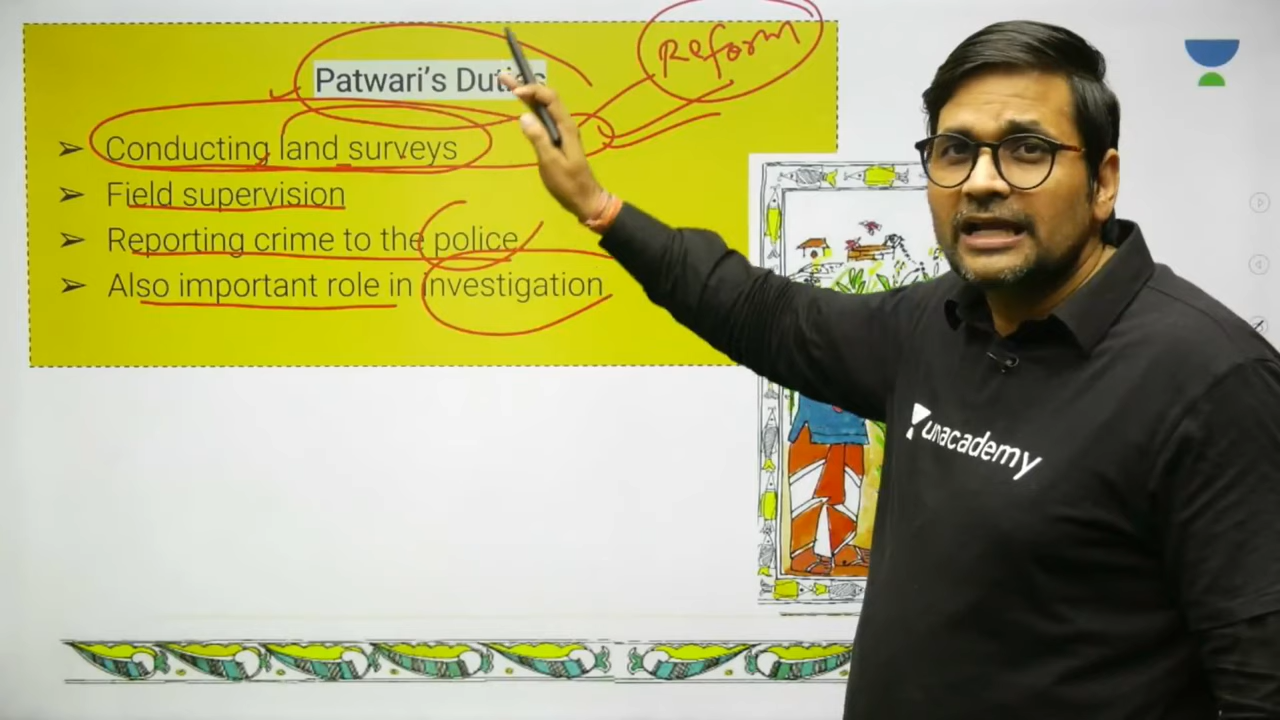 Reform
Patwari's Duties
➢ Conducting land surveys
➢ Field supervision
➢ Reporting crime to the police
➢ Also important role in investigation
unacademy